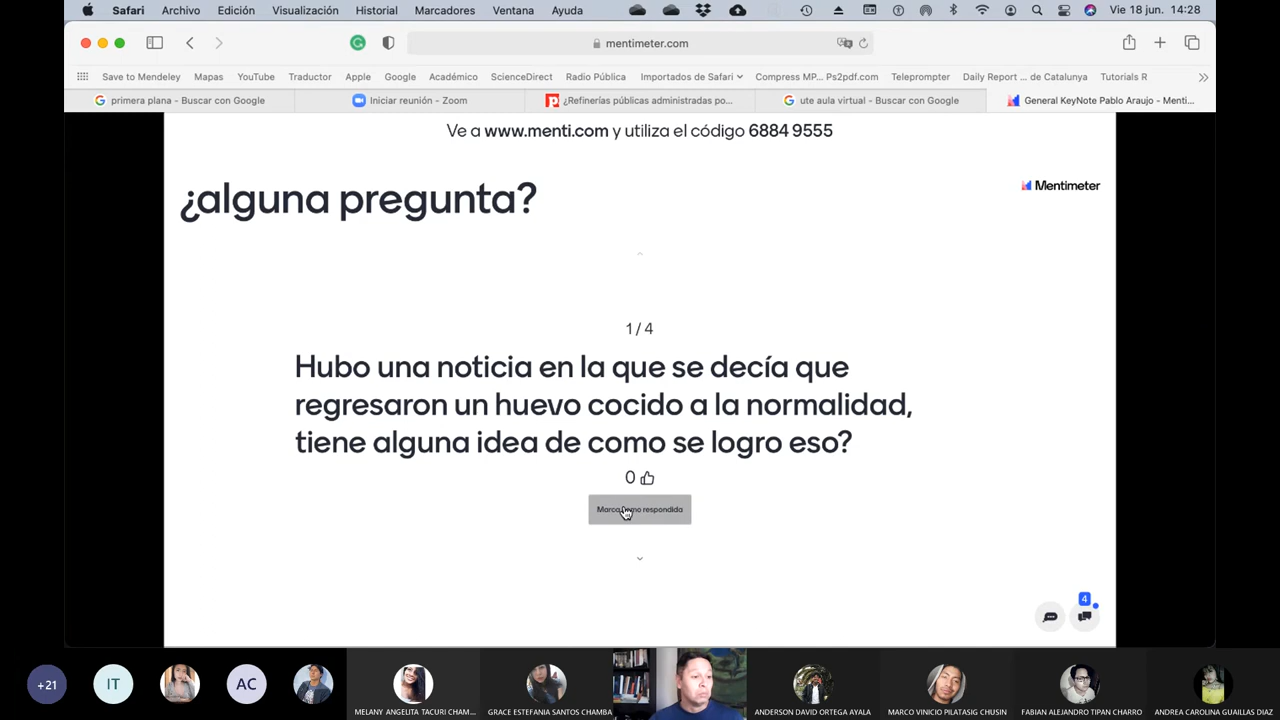 Safari Archivo Edición Visualización Historial Marcadores Ventana Ayuda Vie 18 jun. 14:28
mentimeter.com
Save to Mendeley Mapas YouTube Traductor Apple Google Académico ScienceDirect Radio Pública Importados de Safari Compress MP... Ps2pdf.com Teleprompter Daily Report ... de Catalunya Tutorials R
primera plana - Buscar con Google Iniciar reunión - Zoom ¿Refinerías públicas administradas po... ute aula virtual - Buscar con Google General KeyNote Pablo Araujo - Menti...
Ve a www.menti.com y utiliza el código 6884 9555
¿alguna pregunta?
Mentimeter
1 / 4
Hubo una noticia en la que se decía que
regresaron un huevo cocido a la normalidad,
tiene alguna idea de como se logro eso?
0
respondida
4
+21 IT AC
MELANY ANGELITA TACURI CHAM... GRACE ESTEFANIA SANTOS CHAMBA ANDERSON DAVID ORTEGA AYALA MARCO VINICIO PILATASIG CHUSIN FABIAN ALEJANDRO TIPAN CHARRO ANDREA CAROLINA GUAILLAS DIAZ